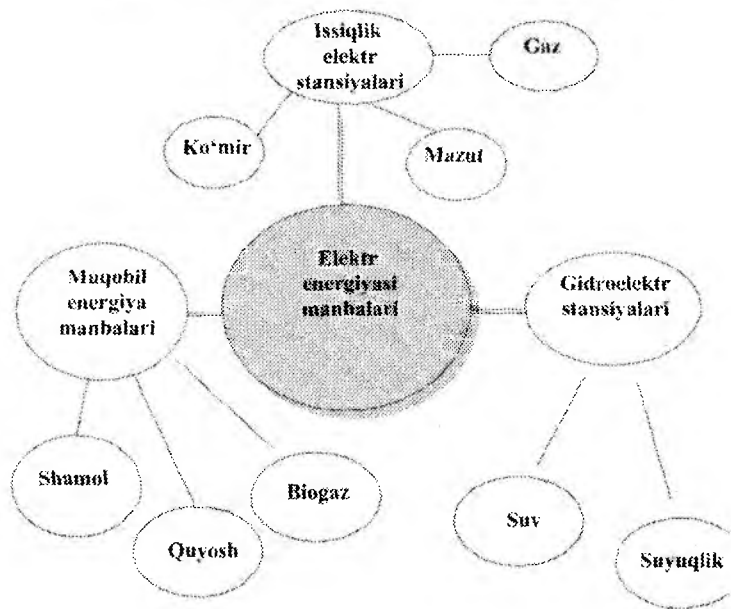 Issiqlik
elektr
stansiyalari
Gaz
Ko‘mir
Mazut
Elektr
energiyasi
manbalari
Muqobil
energiya
manbalari
Gidroelektr
stansiyalari
Shamol
Quyosh
Biogaz
Suv
Suyuqlik